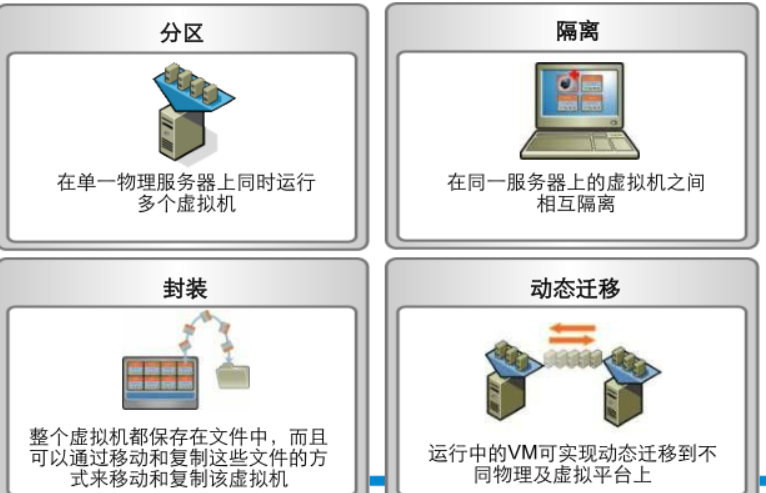 分区
在单一物理服务器上同时运行
多个虚拟机
隔离
在同一服务器上的虚拟机之间
相互隔离
封装
整个虚拟机都保存在文件中，而且
可以通过移动和复制这些文件的方
式来移动和复制该虚拟机
动态迁移
运行中的VM可实现动态迁移到不
同物理及虚拟平台上